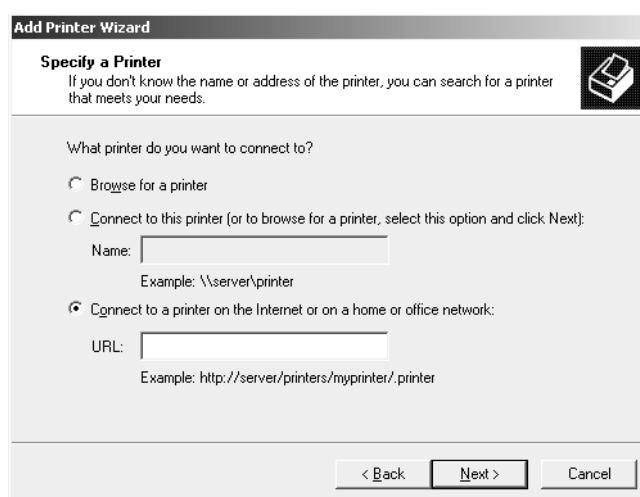 Add Printer Wizard
Specify a Printer
If you don't know the name or address of the printer, you can search for a printer
that meets your needs.
What printer do you want to connect to?
Browse for a printer
Connect to this printer (or to browse for a printer, select this option and click Next):
Name:
Example: \\server\printer
Connect to a printer on the Internet or on a home or office network:
URL:
Example: http://server/printers/myprinter/.printer
< Back Next > Cancel